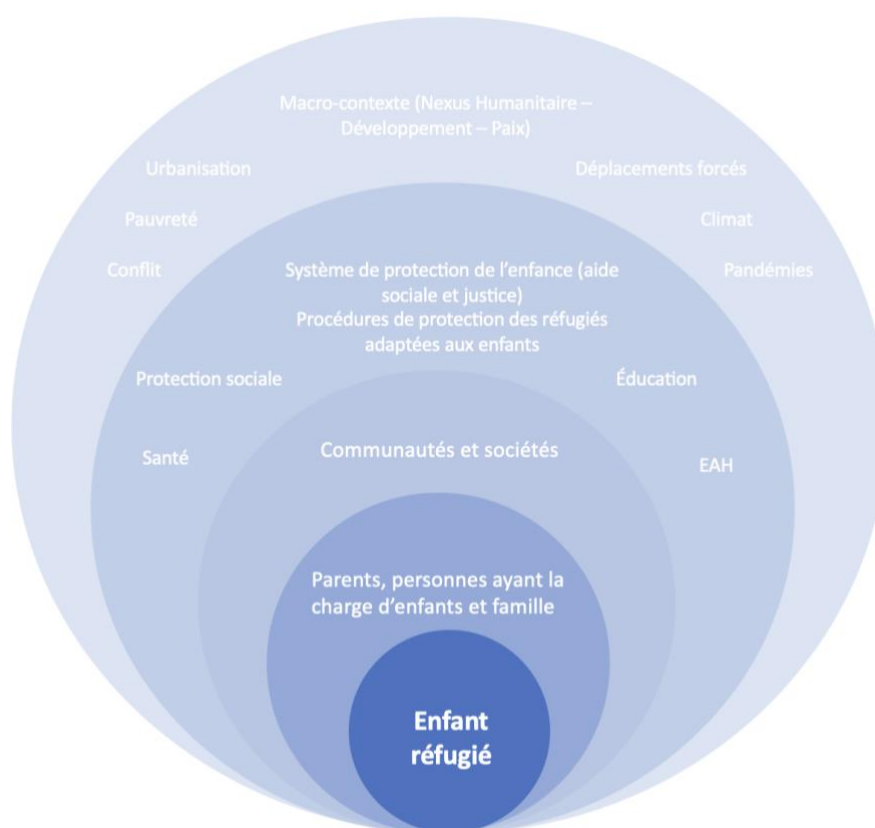 Macro-contexte (Nexus Humanitaire –
Développement – Paix)
Urbanisation
Déplacements forcés
Pauvreté
Climat
Conflit
Pandémies
Système de protection de l’enfance (aide
sociale et justice)
Procédures de protection des réfugiés
adaptées aux enfants
Protection sociale
Éducation
Santé
EAH
Communautés et sociétés
Parents, personnes ayant la
charge d’enfants et famille
Enfant
réfugié